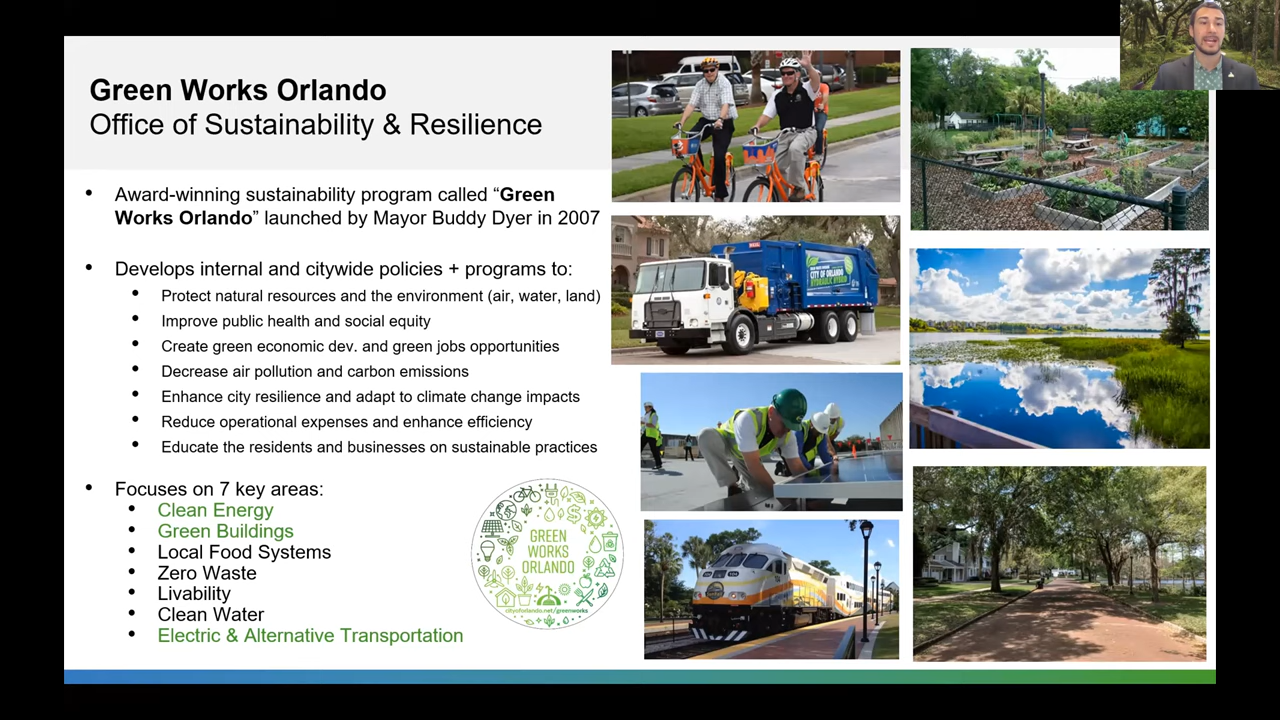 Green Works Orlando
Office of Sustainability & Resilience
• Award-winning sustainability program called “Green
Works Orlando” launched by Mayor Buddy Dyer in 2007
• Develops internal and citywide policies + programs to:
• Protect natural resources and the environment (air, water, land)
• Improve public health and social equity
• Create green economic dev. and green jobs opportunities
• Decrease air pollution and carbon emissions
• Enhance city resilience and adapt to climate change impacts
• Reduce operational expenses and enhance efficiency
• Educate the residents and businesses on sustainable practices
• Focuses on 7 key areas:
• Clean Energy
• Green Buildings
• Local Food Systems
• Zero Waste
• Livability
• Clean Water
• Electric & Alternative Transportation
GREEN
WORKS
ORLANDO
cityoforlando.net/greenworks
CITY OF ORLANDO
HYDRAULIC HYBRID